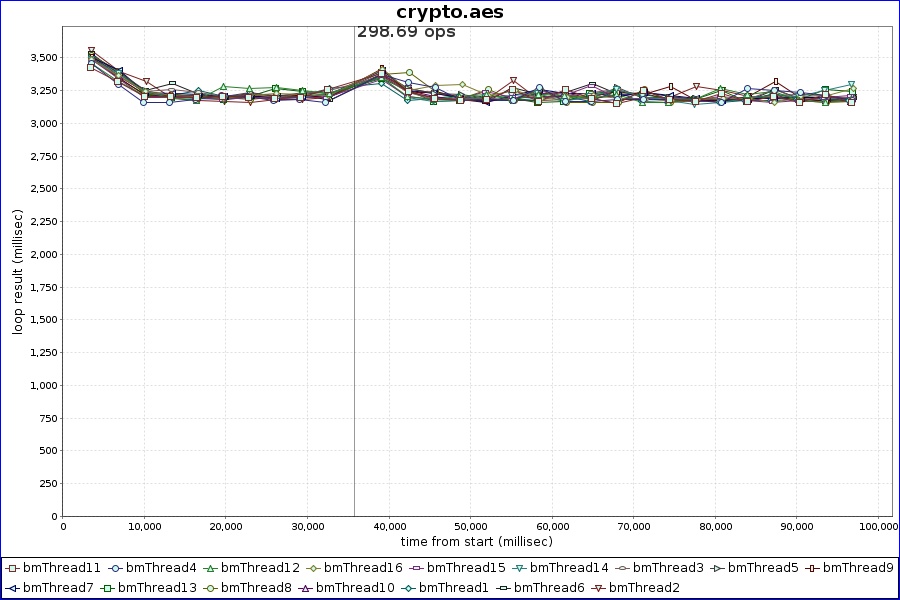 crypto.aes
298.69 ops
3,500
3,250
3,000
2,750
2,500
2,250
2,000
1,750
1,500
1,250
1,000
750
500
250
0
loop result (millisec)
0 10,000 20,000 30,000 40,000 50,000 60,000 70,000 80,000 90,000 100,000
time from start (millisec)
bmThread11 bmThread4 bmThread12 bmThread16 bmThread15 bmThread14 bmThread3 bmThread5 bmThread9
bmThread7 bmThread13 bmThread8 bmThread10 bmThread1 bmThread6 bmThread2